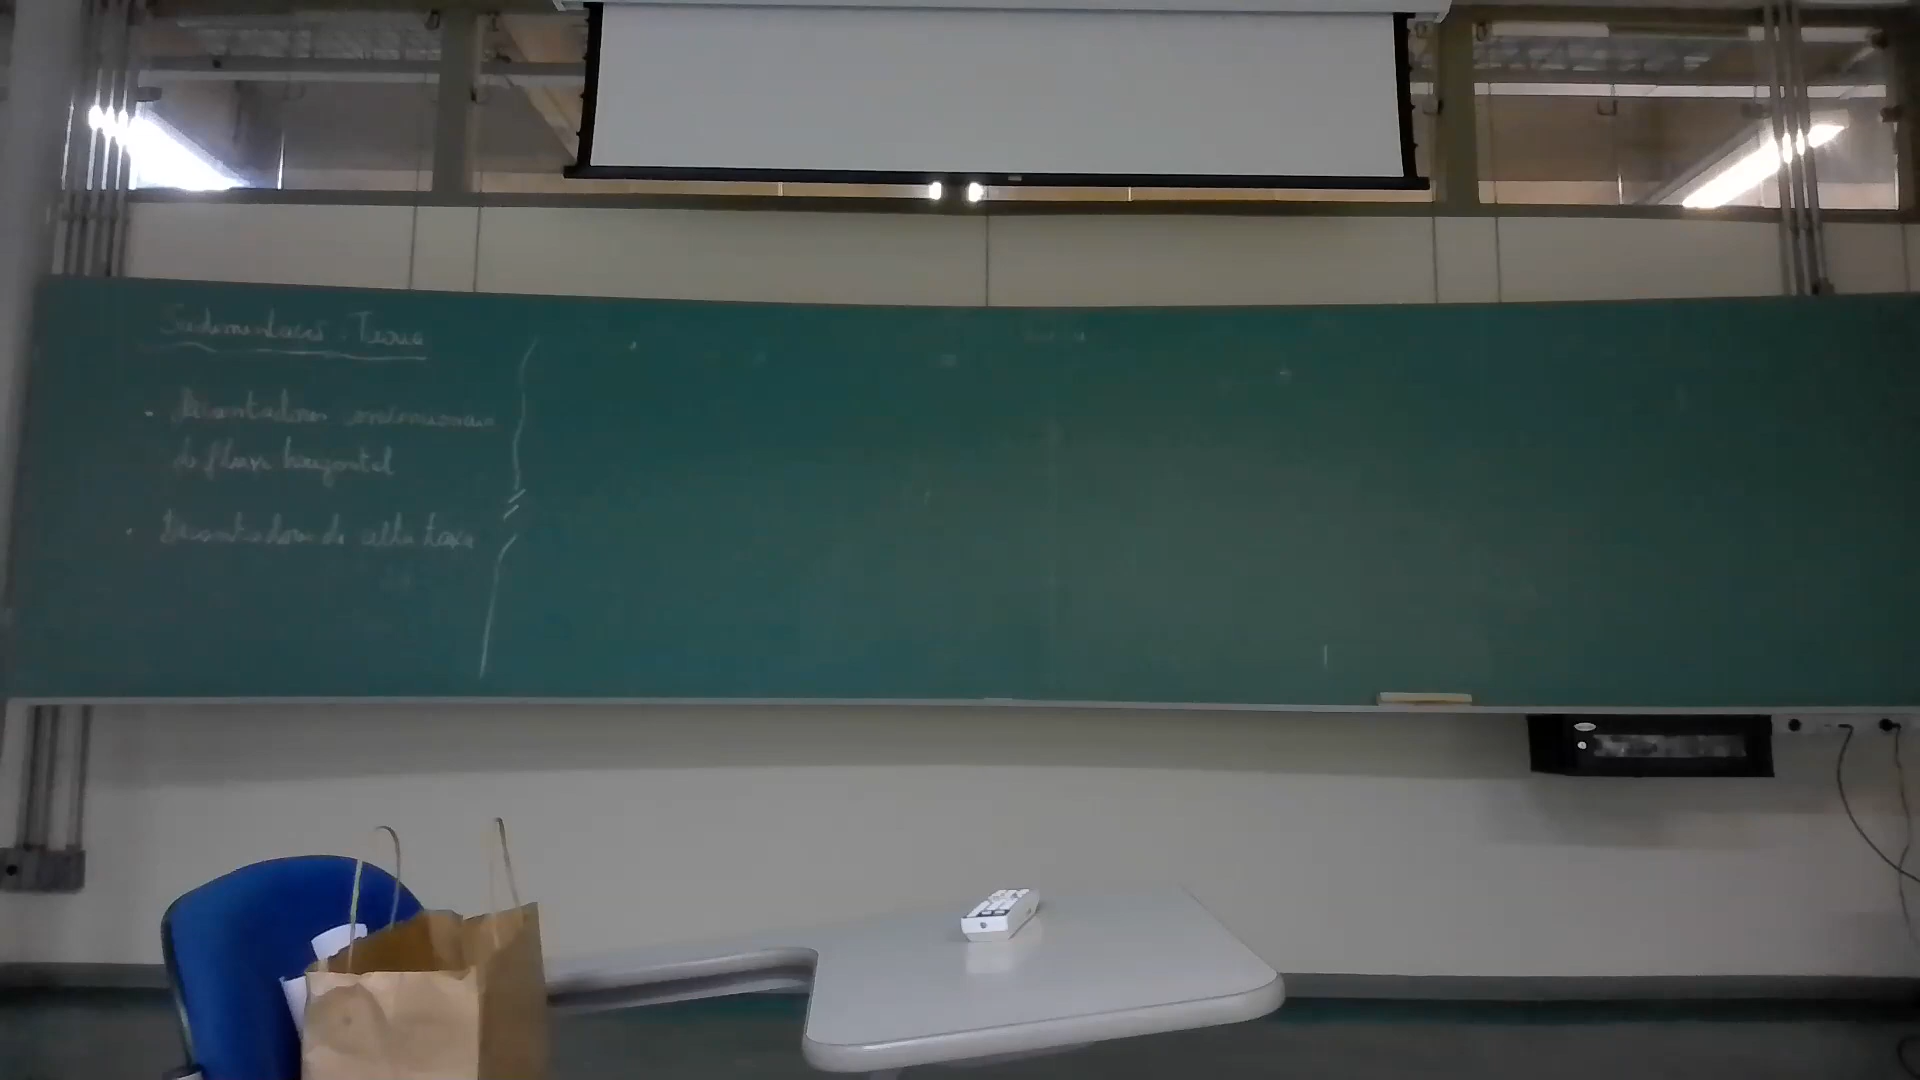 Sedimentação: Teoria
• Decantadores convencionais
de fluxo horizontal
• Decantadores de alta taxa